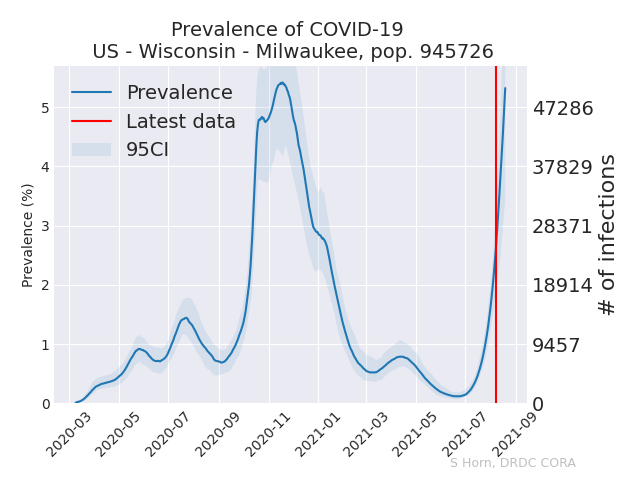 Prevalence of COVID-19
US - Wisconsin - Milwaukee, pop. 945726
Prevalence
Latest data
95CI
Prevalence (%)
5
4
3
2
1
0
47286
37829
28371
18914
9457
0
# of infections
2020-03
2020-05
2020-07
2020-09
2020-11
2021-01
2021-03
2021-05
2021-07
2021-09
S Horn, DRDC CORA